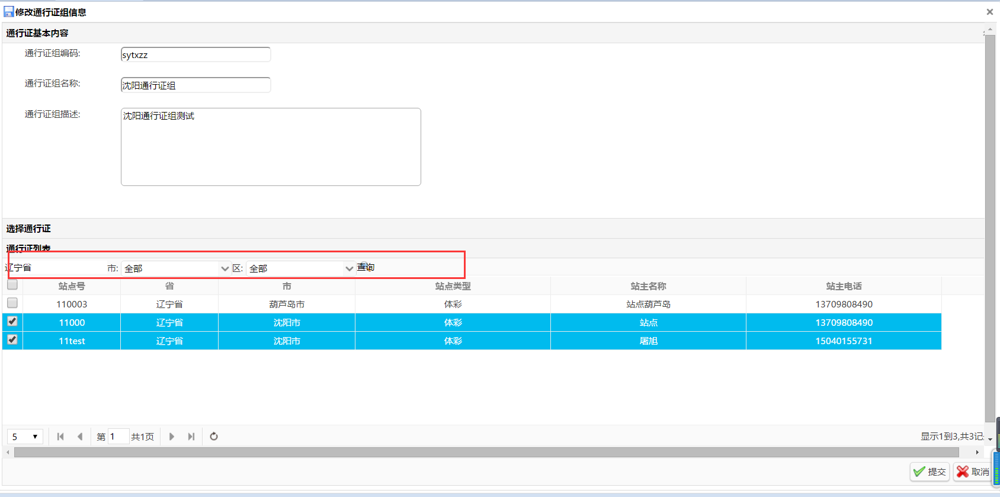 修改通行证组信息
通行证基本内容
通行证组编码: sytxzz
通行证组名称: 沈阳通行证组
通行证组描述: 沈阳通行证组测试
选择通行证
通行证列表
辽宁省 市: 全部 区: 全部 查询
站点号 省 市 站点类型 站主名称 站主电话
110003 辽宁省 葫芦岛市 体彩 站点葫芦岛 13709808490
11000 辽宁省 沈阳市 体彩 站点 13709808490
11test 辽宁省 沈阳市 体彩 屠旭 15040155731
5 第 1 共1页 显示1到3,共3记
提交 取消